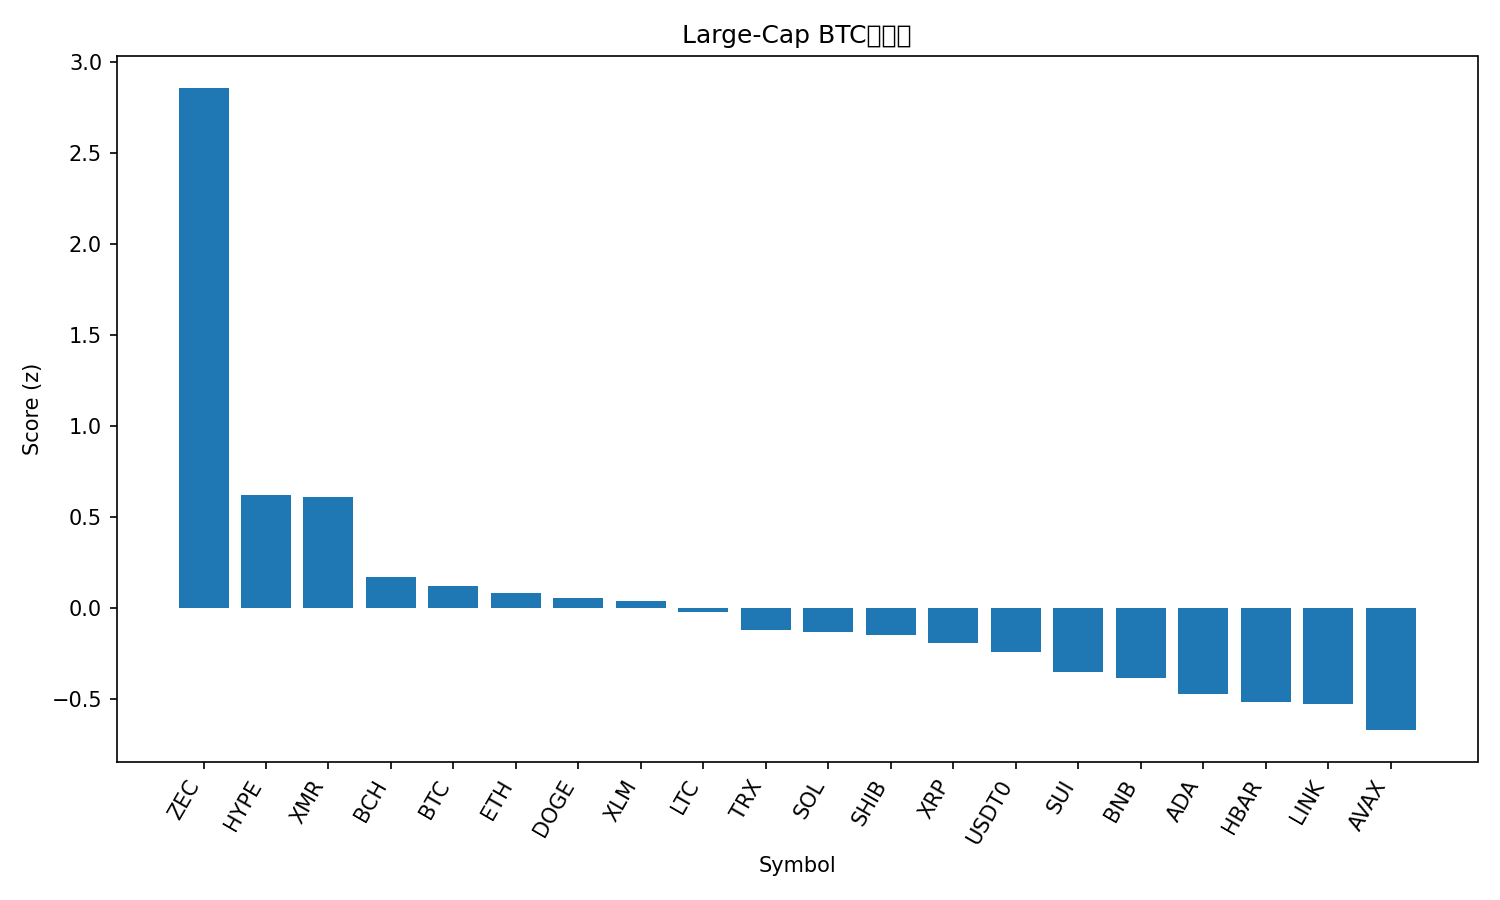 Large-Cap BTC
3.0
2.5
2.0
1.5
1.0
0.5
0.0
−0.5
Score (z)
ZEC HYPE XMR BCH BTC ETH DOGE XLM LTC TRX SOL SHIB XRP USDT0 SUI BNB ADA HBAR LINK AVAX
Symbol